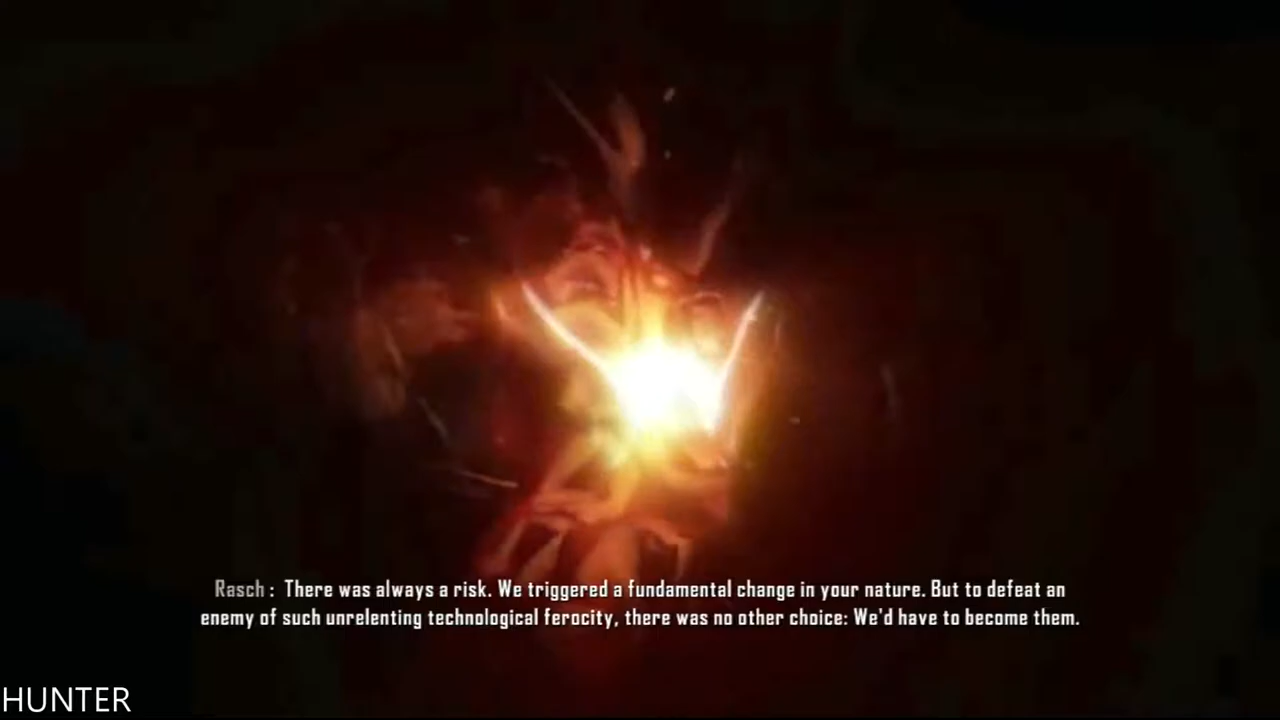 Rasch : There was always a risk. We triggered a fundamental change in your nature. But to defeat an
enemy of such unrelenting technological ferocity, there was no other choice: We'd have to become them.
HUNTER